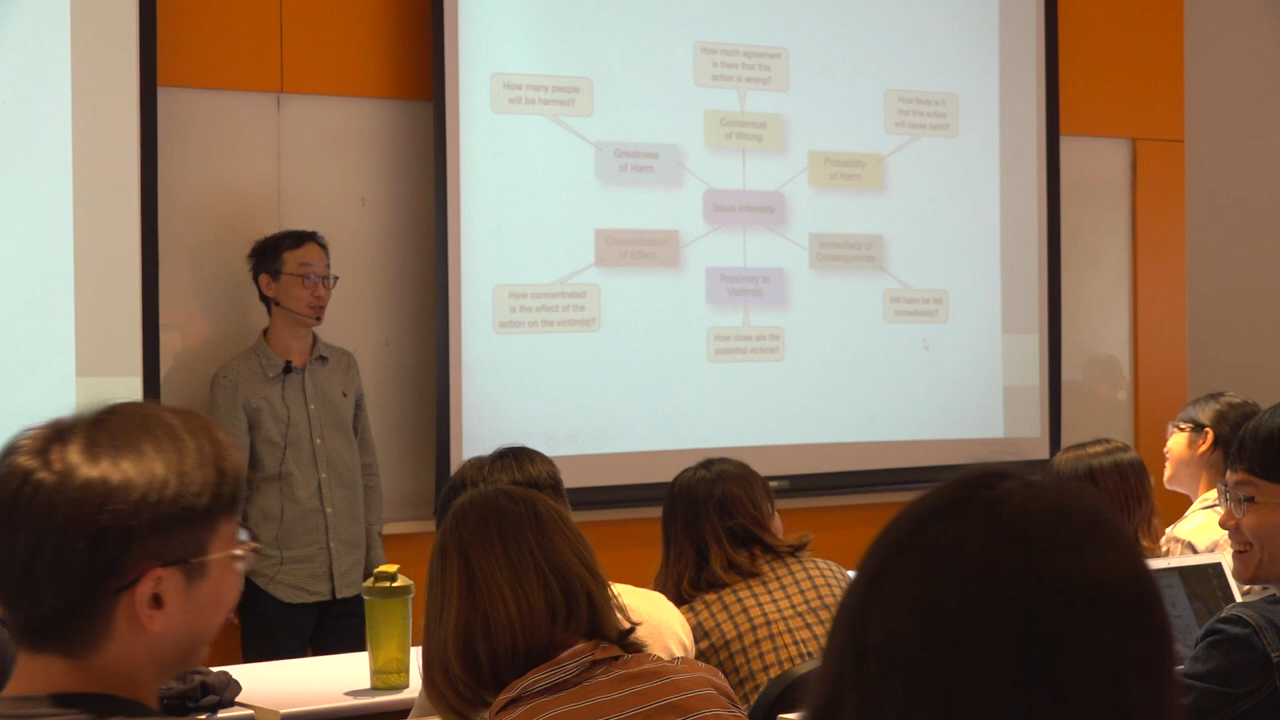 How much agreement
is there that this
action is wrong?
How many people
will be harmed?
How likely is it
that this action
will cause harm?
Consensus
of Wrong
Greatness
of Harm
Probability
of Harm
Issue Intensity
Concentration
of Effect
Immediacy of
Consequences
Proximity to
Victim(s)
How concentrated
is the effect of the
action on the victim(s)?
Will harm be felt
immediately?
How close are the
potential victims?